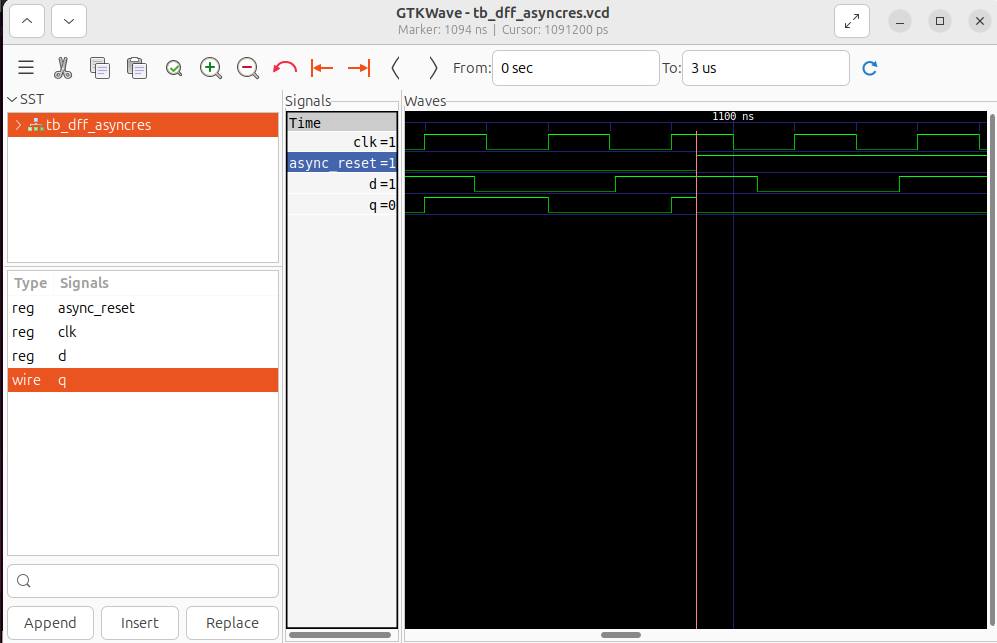 GTKWave - tb_dff_asyncres.vcd
Marker: 1094 ns | Cursor: 1091200 ps
From: 0 sec To: 3 us
SST
tb_dff_asyncres
Type Signals
reg async_reset
reg clk
reg d
wire q
Append Insert Replace
Signals
Time
clk=1
async_reset=1
d=1
q=0
Waves
1100 ns